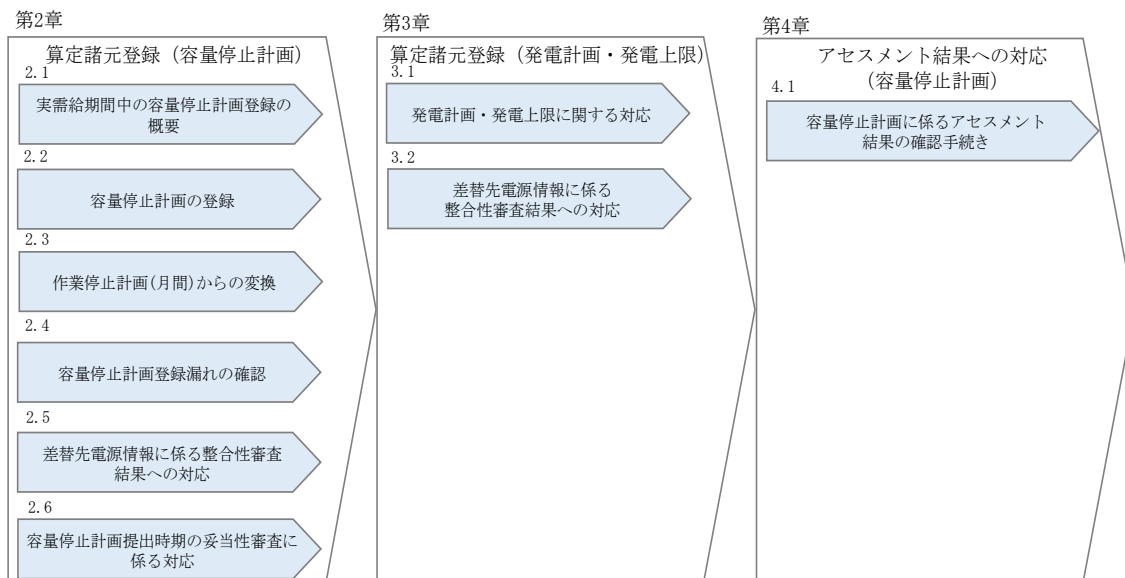 第2章
算定諸元登録（容量停止計画）
2.1
実需給期間中の容量停止計画登録の
概要
2.2
容量停止計画の登録
2.3
作業停止計画(月間)からの変換
2.4
容量停止計画登録漏れの確認
2.5
差替先電源情報に係る整合性審査
結果への対応
2.6
容量停止計画提出時期の妥当性審査に
係る対応
第3章
算定諸元登録（発電計画・発電上限）
3.1
発電計画・発電上限に関する対応
3.2
差替先電源情報に係る
整合性審査結果への対応
第4章
アセスメント結果への対応
（容量停止計画）
4.1
容量停止計画に係るアセスメント
結果の確認手続き